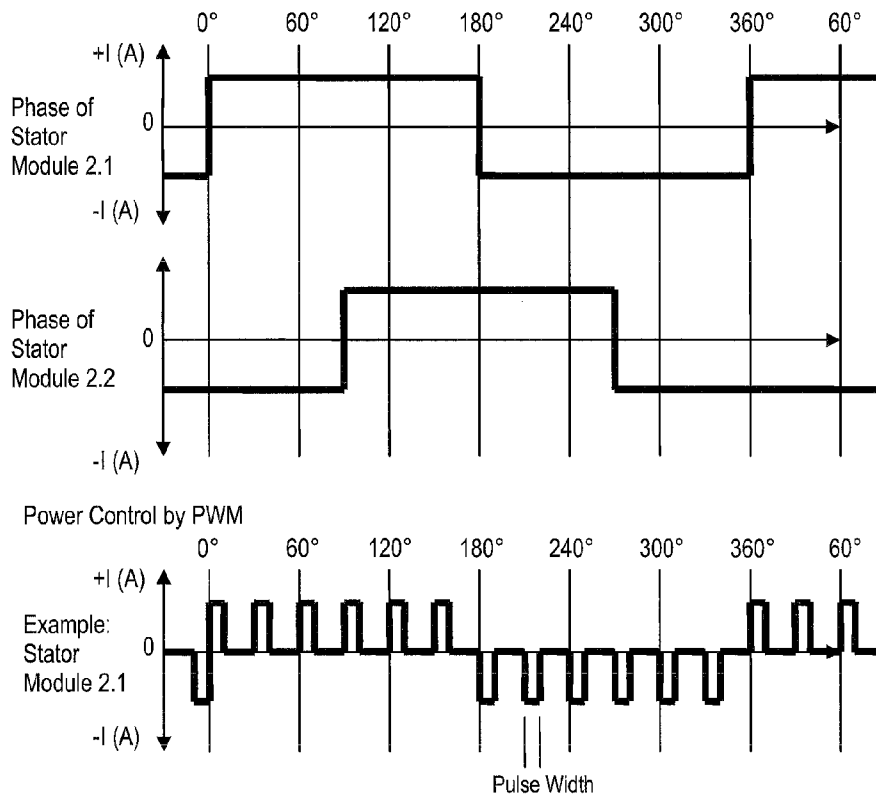 0° 60° 120° 180° 240° 300° 360° 60°
+I (A)
Phase of
Stator
Module 2.1
0
-I (A)
Phase of
Stator
Module 2.2
0
-I (A)
Power Control by PWM
0° 60° 120° 180° 240° 300° 360° 60°
+I (A)
Example:
Stator
Module 2.1
0
-I (A)
Pulse Width